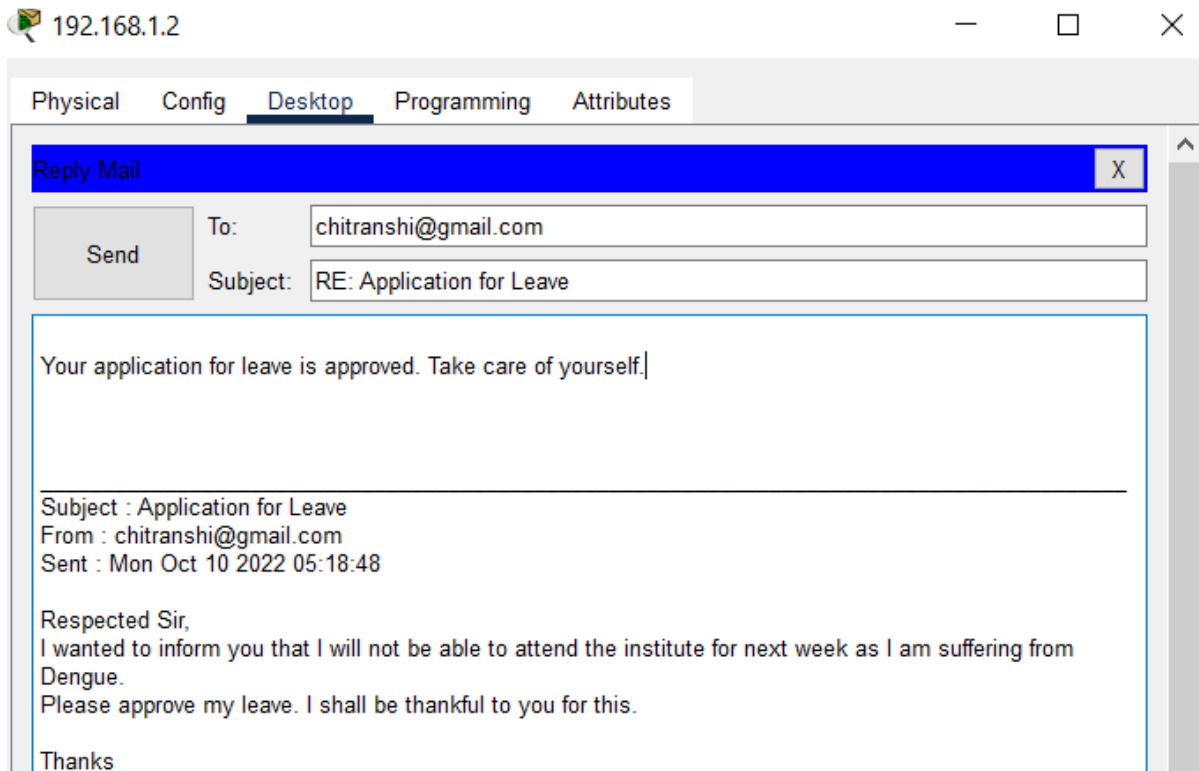 192.168.1.2
Physical Config Desktop Programming Attributes
Reply Mail
X
Send
To: chitranshi@gmail.com
Subject: RE: Application for Leave
Your application for leave is approved. Take care of yourself.
Subject : Application for Leave
From : chitranshi@gmail.com
Sent : Mon Oct 10 2022 05:18:48
Respected Sir,
I wanted to inform you that I will not be able to attend the institute for next week as I am suffering from
Dengue.
Please approve my leave. I shall be thankful to you for this.
Thanks